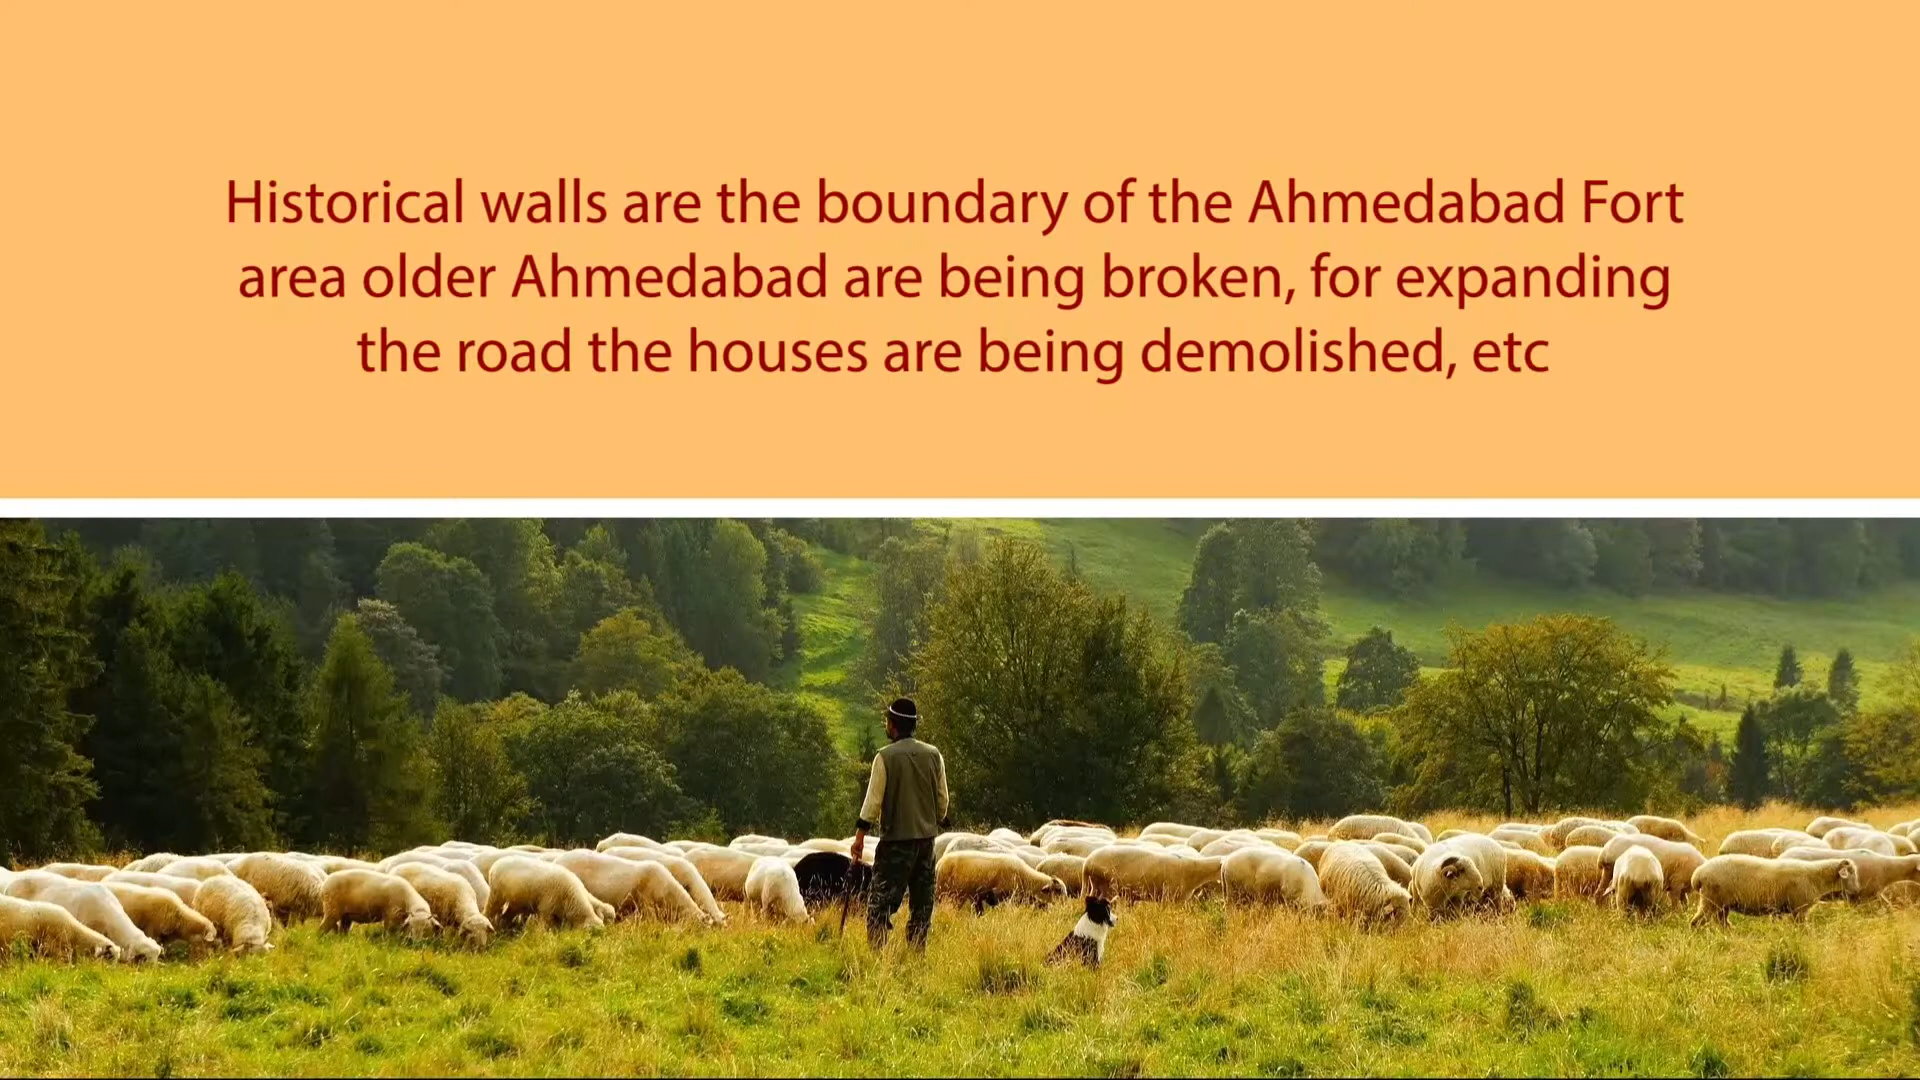 Historical walls are the boundary of the Ahmedabad Fort
area older Ahmedabad are being broken, for expanding
the road the houses are being demolished, etc